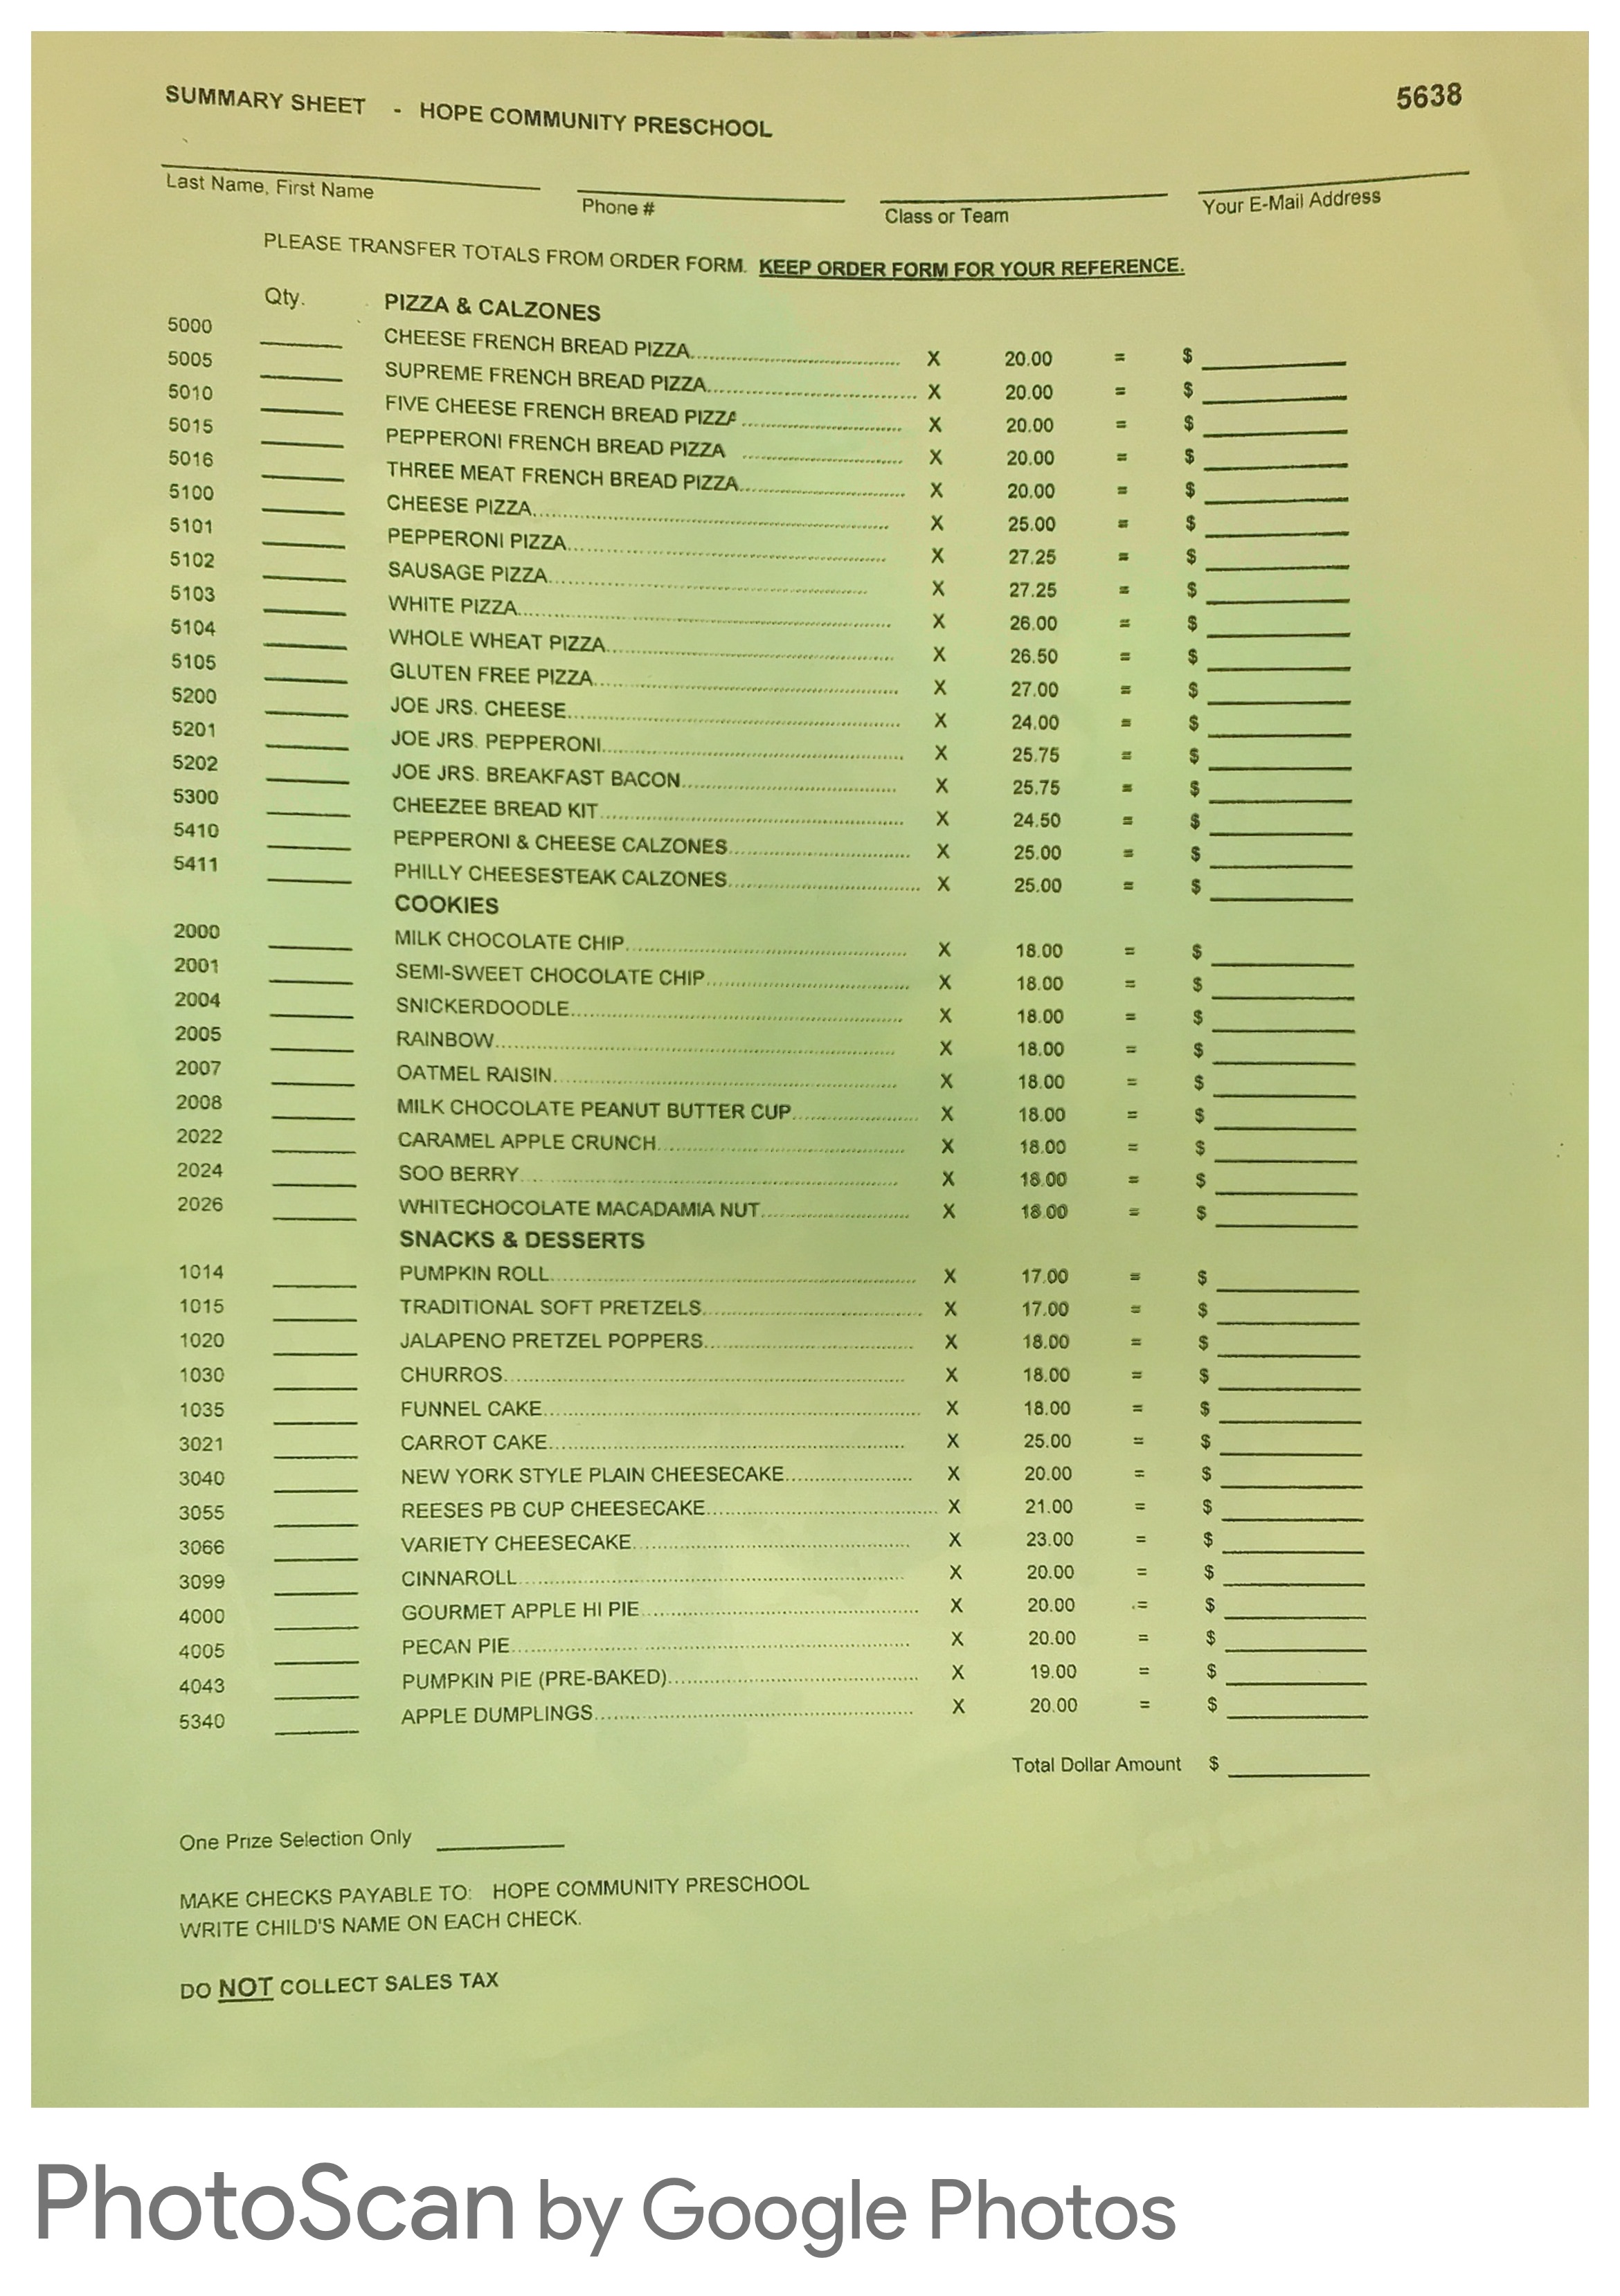 SUMMARY SHEET - HOPE COMMUNITY PRESCHOOL 5638
Last Name, First Name Phone # Class or Team Your E-Mail Address
PLEASE TRANSFER TOTALS FROM ORDER FORM. KEEP ORDER FORM FOR YOUR REFERENCE.
Qty. PIZZA & CALZONES
5000 CHEESE FRENCH BREAD PIZZA X 20.00 = $
5005 SUPREME FRENCH BREAD PIZZA X 20.00 = $
5010 FIVE CHEESE FRENCH BREAD PIZZA X 20.00 = $
5015 PEPPERONI FRENCH BREAD PIZZA X 20.00 = $
5016 THREE MEAT FRENCH BREAD PIZZA X 20.00 = $
5100 CHEESE PIZZA X 25.00 = $
5101 PEPPERONI PIZZA X 27.25 = $
5102 SAUSAGE PIZZA X 27.25 = $
5103 WHITE PIZZA X 26.00 = $
5104 WHOLE WHEAT PIZZA X 26.50 = $
5105 GLUTEN FREE PIZZA X 27.00 = $
5200 JOE JRS. CHEESE X 24.00 = $
5201 JOE JRS. PEPPERONI X 25.75 = $
5202 JOE JRS. BREAKFAST BACON X 25.75 = $
5300 CHEEZEE BREAD KIT X 24.50 = $
5410 PEPPERONI & CHEESE CALZONES X 25.00 = $
5411 PHILLY CHEESESTEAK CALZONES X 25.00 = $
COOKIES
2000 MILK CHOCOLATE CHIP X 18.00 = $
2001 SEMI-SWEET CHOCOLATE CHIP X 18.00 = $
2004 SNICKERDOODLE X 18.00 = $
2005 RAINBOW X 18.00 = $
2007 OATMEL RAISIN X 18.00 = $
2008 MILK CHOCOLATE PEANUT BUTTER CUP X 18.00 = $
2022 CARAMEL APPLE CRUNCH X 18.00 = $
2024 SOO BERRY X 18.00 = $
2026 WHITECHOCOLATE MACADAMIA NUT X 18.00 = $
SNACKS & DESSERTS
1014 PUMPKIN ROLL X 17.00 = $
1015 TRADITIONAL SOFT PRETZELS X 17.00 = $
1020 JALAPENO PRETZEL POPPERS X 18.00 = $
1030 CHURROS X 18.00 = $
1035 FUNNEL CAKE X 18.00 = $
3021 CARROT CAKE X 25.00 = $
3040 NEW YORK STYLE PLAIN CHEESECAKE X 20.00 = $
3055 REESES PB CUP CHEESECAKE X 21.00 = $
3066 VARIETY CHEESECAKE X 23.00 = $
3099 CINNAROLL X 20.00 = $
4000 GOURMET APPLE HI PIE X 20.00 = $
4005 PECAN PIE X 20.00 = $
4043 PUMPKIN PIE (PRE-BAKED) X 19.00 = $
5340 APPLE DUMPLINGS X 20.00 = $
Total Dollar Amount $
One Prize Selection Only
MAKE CHECKS PAYABLE TO: HOPE COMMUNITY PRESCHOOL
WRITE CHILD'S NAME ON EACH CHECK.
DO NOT COLLECT SALES TAX
PhotoScan by Google Photos